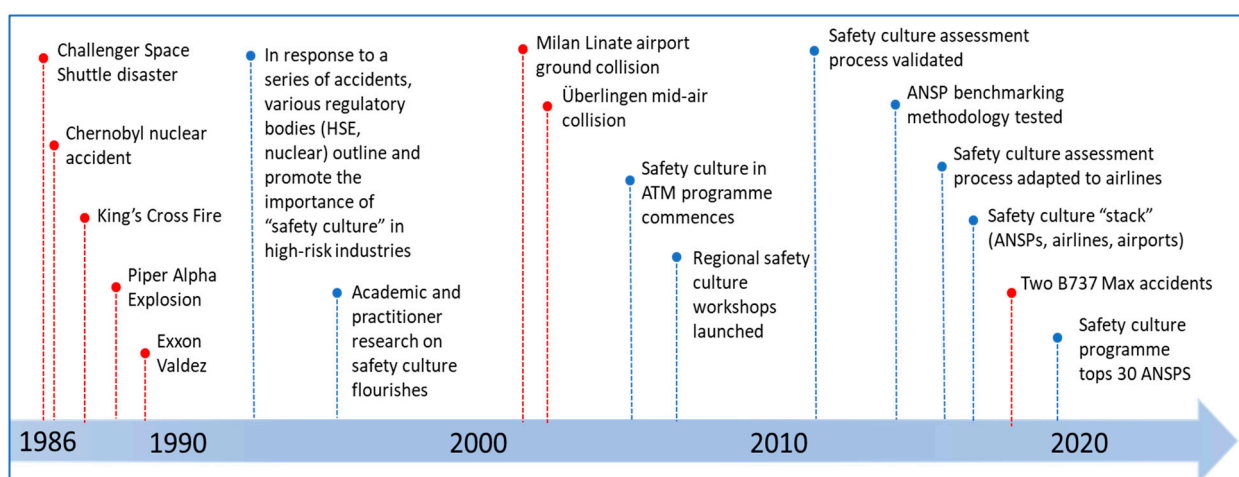 Challenger Space
Shuttle disaster
Chernobyl nuclear
accident
King's Cross Fire
Piper Alpha
Explosion
Exxon
Valdez
In response to a
series of accidents,
various regulatory
bodies (HSE,
nuclear) outline and
promote the
importance of
“safety culture” in
high-risk industries
Academic and
practitioner
research on
safety culture
flourishes
Milan Linate airport
ground collision
Überlingen mid-air
collision
Safety culture in
ATM programme
commences
Regional safety
culture
workshops
launched
Safety culture assessment
process validated
ANSP benchmarking
methodology tested
Safety culture assessment
process adapted to airlines
Safety culture “stack”
(ANSPs, airlines, airports)
Two B737 Max accidents
Safety culture
programme
tops 30 ANSPS
1986 1990 2000 2010 2020